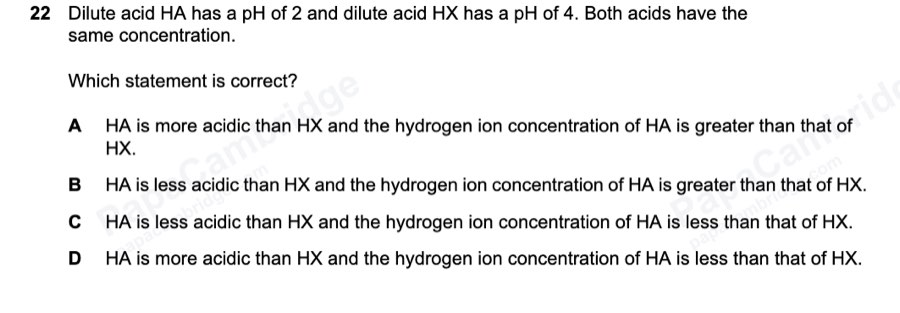 22 Dilute acid HA has a pH of 2 and dilute acid HX has a pH of 4. Both acids have the
same concentration.
Which statement is correct?
A HA is more acidic than HX and the hydrogen ion concentration of HA is greater than that of
HX.
B HA is less acidic than HX and the hydrogen ion concentration of HA is greater than that of HX.
C HA is less acidic than HX and the hydrogen ion concentration of HA is less than that of HX.
D HA is more acidic than HX and the hydrogen ion concentration of HA is less than that of HX.